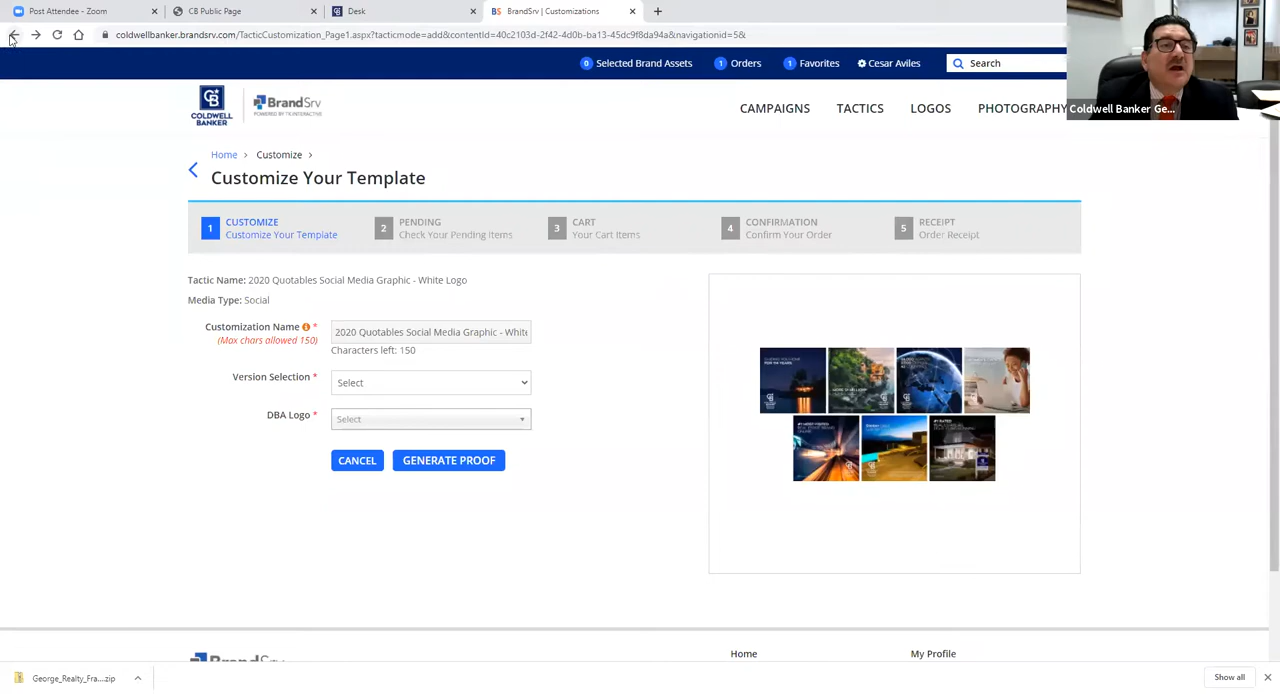 Post Attendee - Zoom
CB Public Page
Desk
BS BrandSrv | Customizations
coldwellbanker.brandsrv.com/TacticCustomization_Page1.aspx?tacticmode=add&contentId=40c2103d-2f42-4d0b-ba13-45dc9f8da94a&navigationid=5&
0 Selected Brand Assets
1 Orders
1 Favorites
Cesar Aviles
Search
CB
COLDWELL
BANKER
BrandSrv
CAMPAIGNS
TACTICS
LOGOS
PHOTOGRAPHY
Coldwell Banker Ge...
Home > Customize >
Customize Your Template
1 CUSTOMIZE
Customize Your Template
2 PENDING
Check Your Pending Items
3 CART
Your Cart Items
4 CONFIRMATION
Confirm Your Order
5 RECEIPT
Order Receipt
Tactic Name: 2020 Quotables Social Media Graphic - White Logo
Media Type: Social
Customization Name *
(Max chars allowed 150)
2020 Quotables Social Media Graphic - White
Characters left: 150
Version Selection *
Select
DBA Logo *
Select
CANCEL
GENERATE PROOF
BrandSrv
Home
My Profile
George_Realty_Fra....zip
Show all